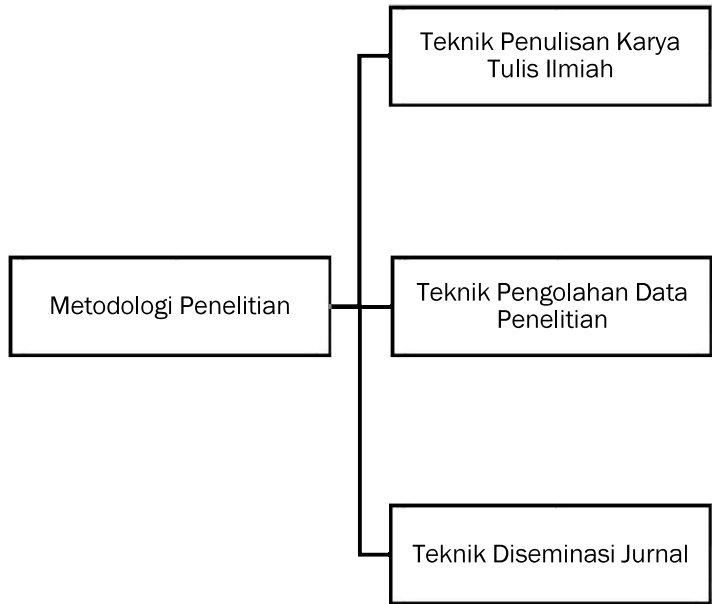 Teknik Penulisan Karya
Tulis Ilmiah
Metodologi Penelitian
Teknik Pengolahan Data
Penelitian
Teknik Diseminasi Jurnal